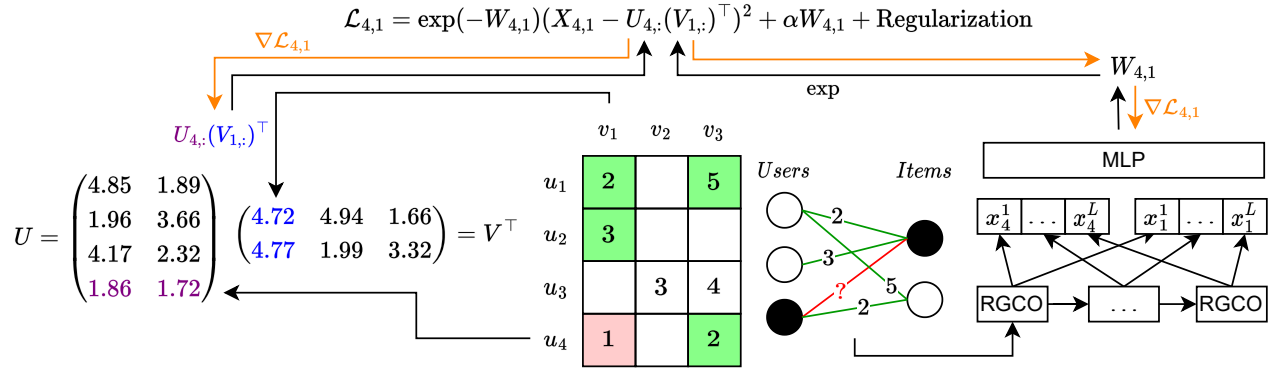 ℒ₄,₁ = exp(−W₄,₁)(X₄,₁ − U₄,:(V₁,:)⊤)² + αW₄,₁ + Regularization
∇ℒ₄,₁
W₄,₁
exp
∇ℒ₄,₁
U₄,:(V₁,:)⊤
U =
4.85 1.89
1.96 3.66
4.17 2.32
1.86 1.72
4.72 4.94 1.66
4.77 1.99 3.32
= V⊤
v₁ v₂ v₃
u₁ 2 5
u₂ 3
u₃ 3 4
u₄ 1 2
Users Items
2
3
5
?
2
MLP
x₄¹ ... x₄ᴸ x₁¹ ... x₁ᴸ
RGCO ... RGCO